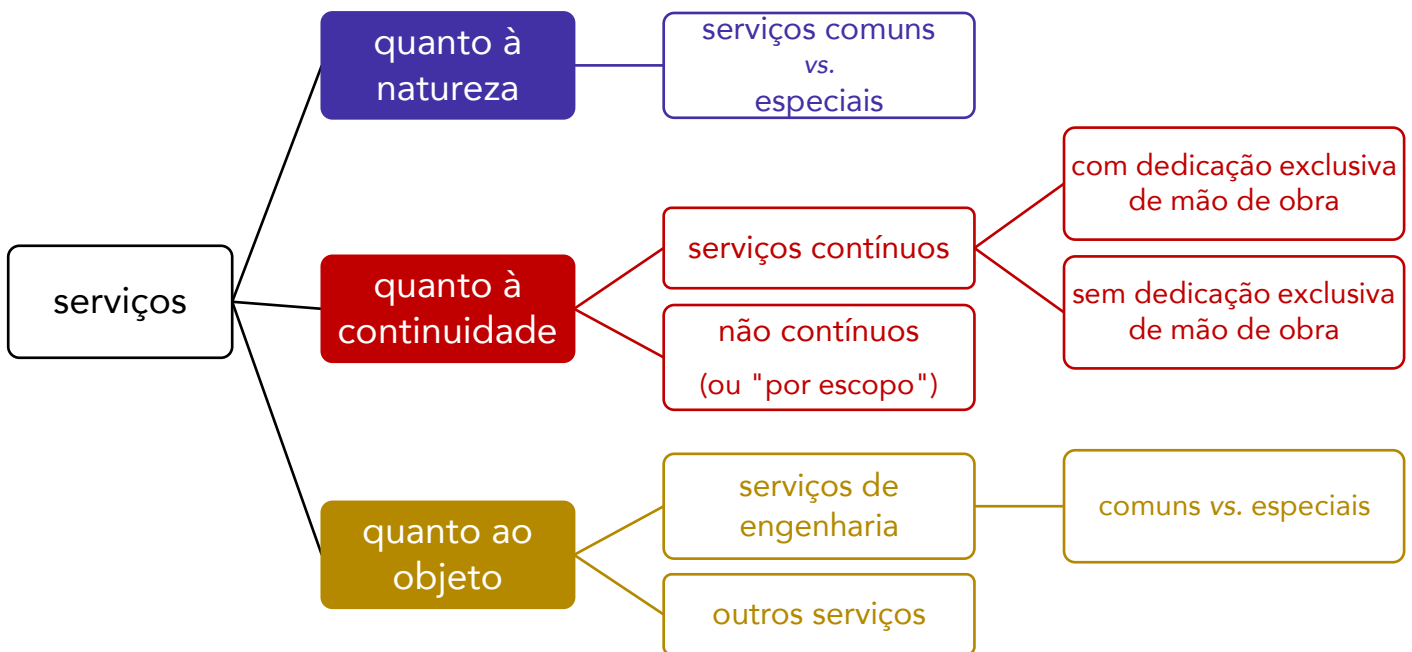 serviços
quanto à
natureza
serviços comuns
vs.
especiais
quanto à
continuidade
serviços contínuos
com dedicação exclusiva
de mão de obra
sem dedicação exclusiva
de mão de obra
não contínuos
(ou "por escopo")
quanto ao
objeto
serviços de
engenharia
comuns vs. especiais
outros serviços